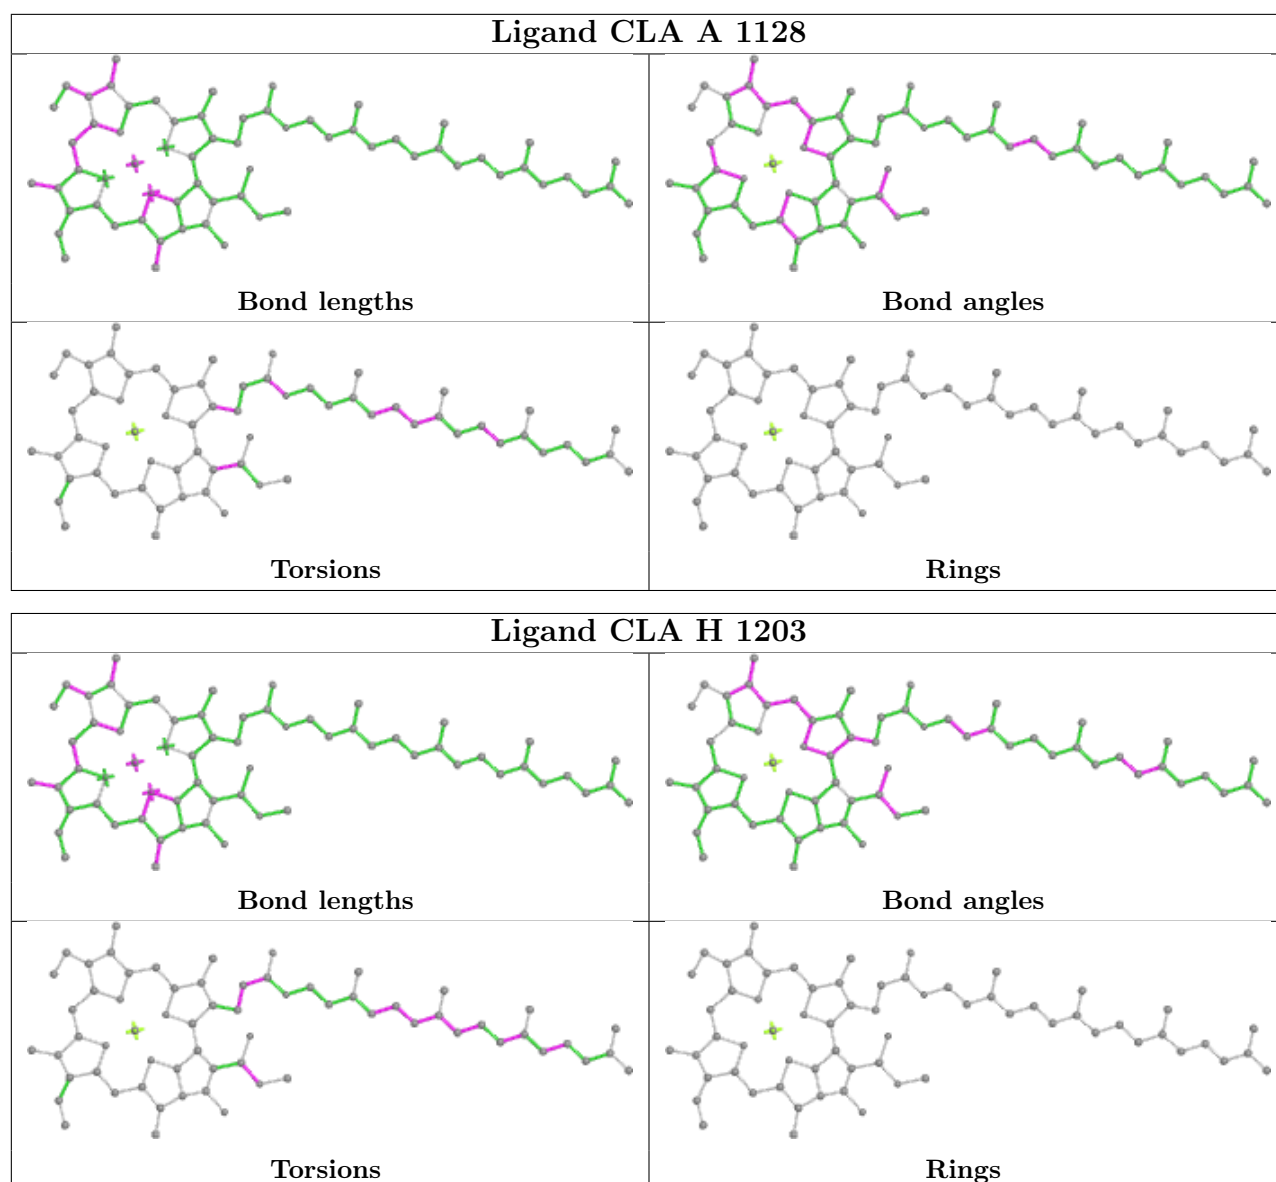 Ligand CLA A 1128
Bond lengths
Bond angles
Torsions
Rings
Ligand CLA H 1203
Bond lengths
Bond angles
Torsions
Rings